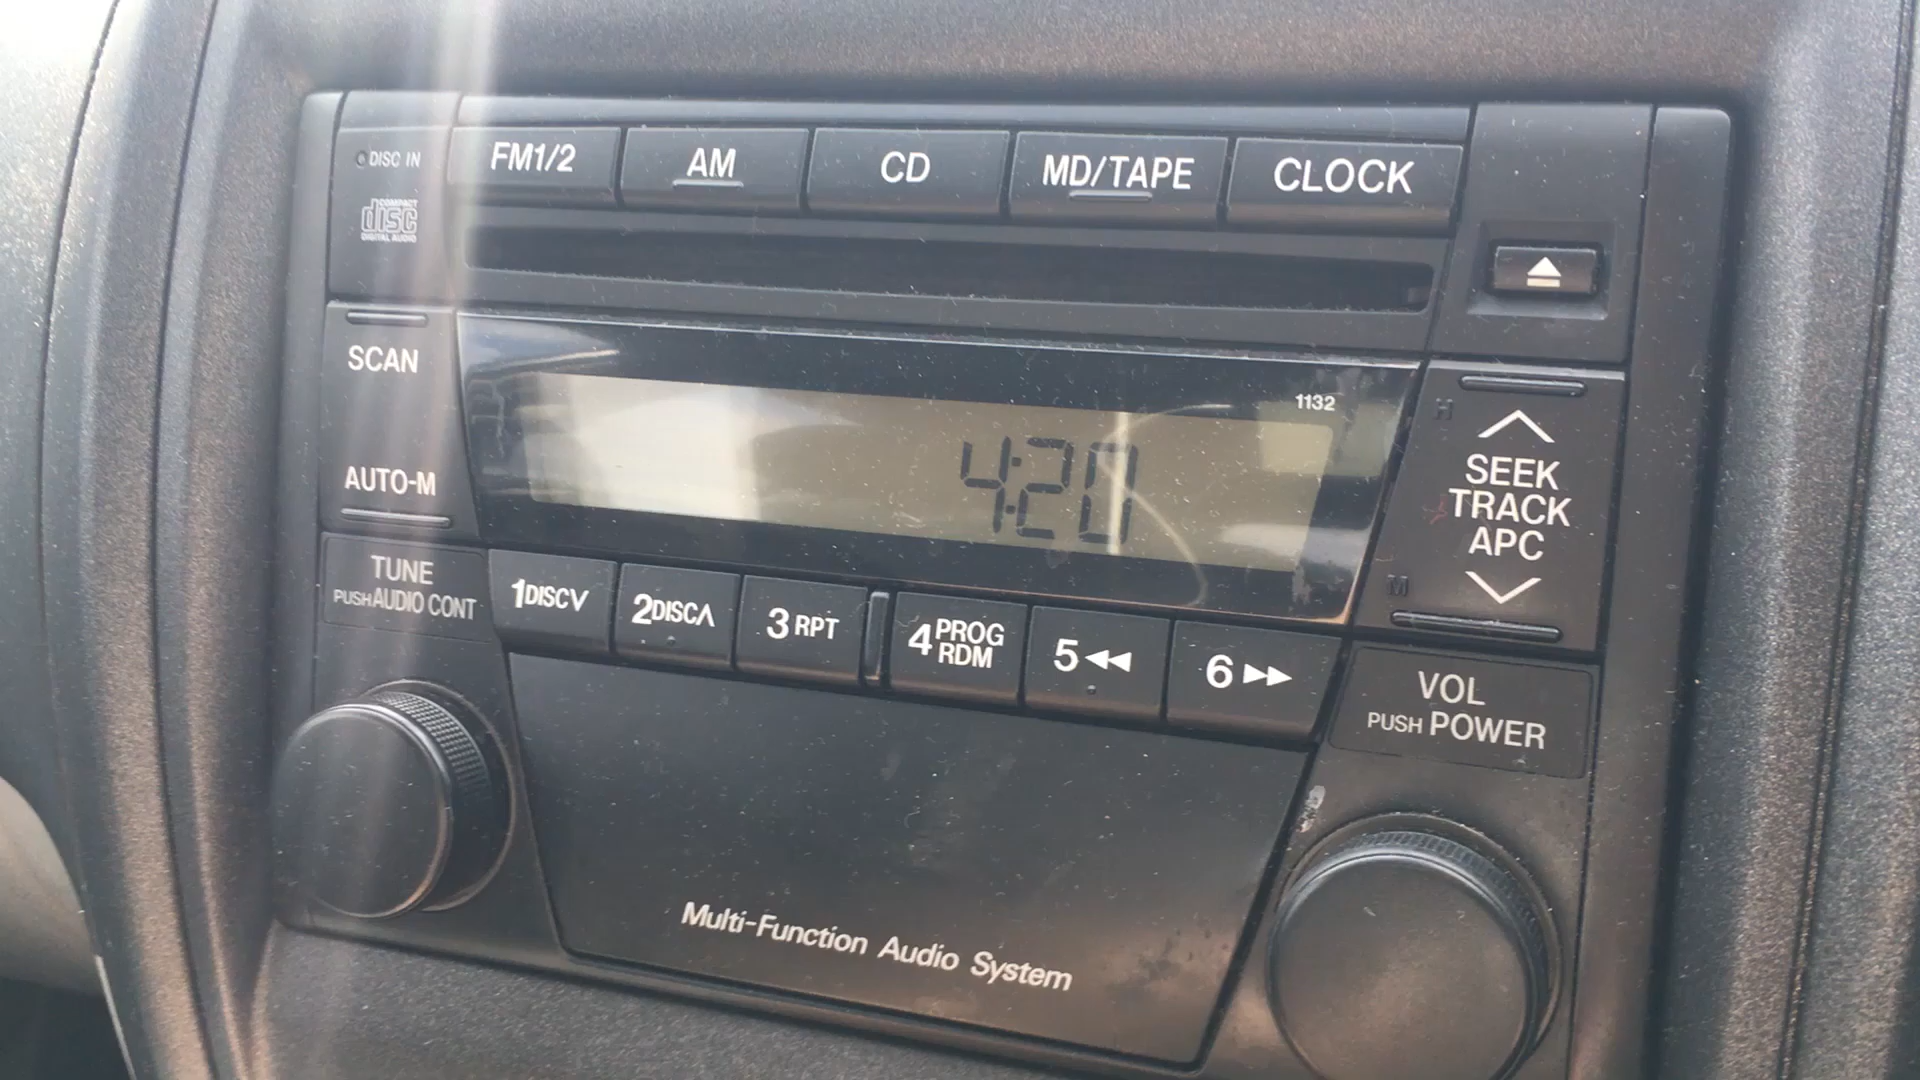 DISC IN
COMPACT
disc
DIGITAL AUDIO
FM1/2
AM
CD
MD/TAPE
CLOCK
SCAN
AUTO-M
1132
4:20
H
SEEK
TRACK
APC
M
TUNE
PUSH AUDIO CONT
1 DISC
2 DISC
3 RPT
4 PROG
RDM
5
6
VOL
PUSH POWER
Multi-Function Audio System